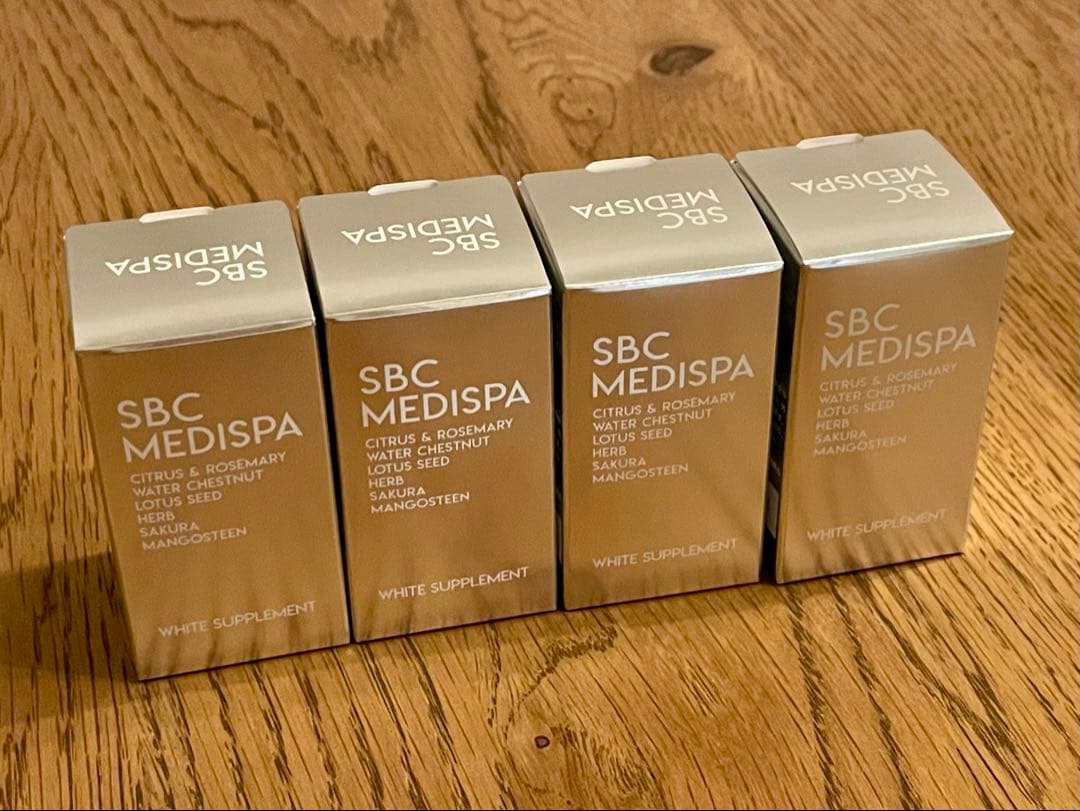 SBC
MEDISPA
SBC
MEDISPA
CITRUS & ROSEMARY
WATER CHESTNUT
LOTUS SEED
HERB
SAKURA
MANGOSTEEN
WHITE SUPPLEMENT
SBC
MEDISPA
SBC
MEDISPA
CITRUS & ROSEMARY
WATER CHESTNUT
LOTUS SEED
HERB
SAKURA
MANGOSTEEN
WHITE SUPPLEMENT
SBC
MEDISPA
SBC
MEDISPA
CITRUS & ROSEMARY
WATER CHESTNUT
LOTUS SEED
HERB
SAKURA
MANGOSTEEN
WHITE SUPPLEMENT
SBC
MEDISPA
SBC
MEDISPA
CITRUS & ROSEMARY
WATER CHESTNUT
LOTUS SEED
HERB
SAKURA
MANGOSTEEN
WHITE SUPPLEMENT